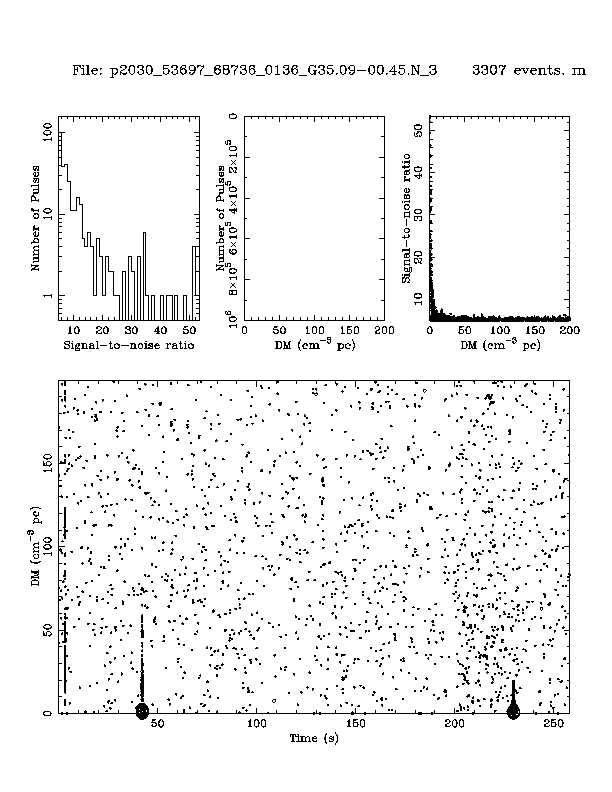 File: p2030_53697_68736_0136_G35.09−00.45.N_3 3307 events. m
Number of Pulses
100
10
1
10 20 30 40 50
Signal−to−noise ratio
Number of Pulses
0
2×10⁵
4×10⁵
6×10⁵
8×10⁵
10⁶
0 50 100 150 200
DM (cm⁻³ pc)
Signal−to−noise ratio
50
40
30
20
10
0 50 100 150 200
DM (cm⁻³ pc)
DM (cm⁻³ pc)
150
100
50
0
50 100 150 200 250
Time (s)